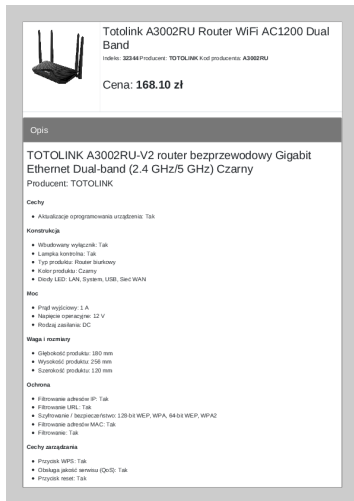 Totolink A3002RU Router WiFi AC1200 Dual
Band
Indeks: 32344 Producent: TOTOLINK Kod producenta: A3002RU
Cena: 168.10 zł
Opis
TOTOLINK A3002RU-V2 router bezprzewodowy Gigabit
Ethernet Dual-band (2.4 GHz/5 GHz) Czarny
Producent: TOTOLINK
Cechy
Aktualizacje oprogramowania urządzenia: Tak
Konstrukcja
Wbudowany wyłącznik: Tak
Lampka kontrolna: Tak
Typ produktu: Router biurkowy
Kolor produktu: Czarny
Diody LED: LAN, System, USB, Sieć WAN
Moc
Prąd wyjściowy: 1 A
Napięcie operacyjne: 12 V
Rodzaj zasilania: DC
Waga i rozmiary
Głębokość produktu: 180 mm
Wysokość produktu: 256 mm
Szerokość produktu: 120 mm
Ochrona
Filtrowanie adresów IP: Tak
Filtrowanie URL: Tak
Szyfrowanie / bezpieczeństwo: 128-bit WEP, WPA, 64-bit WEP, WPA2
Filtrowanie adresów MAC: Tak
Filtrowanie: Tak
Cechy zarządzania
Przycisk WPS: Tak
Obsługa jakość serwisu (QoS): Tak
Przycisk reset: Tak